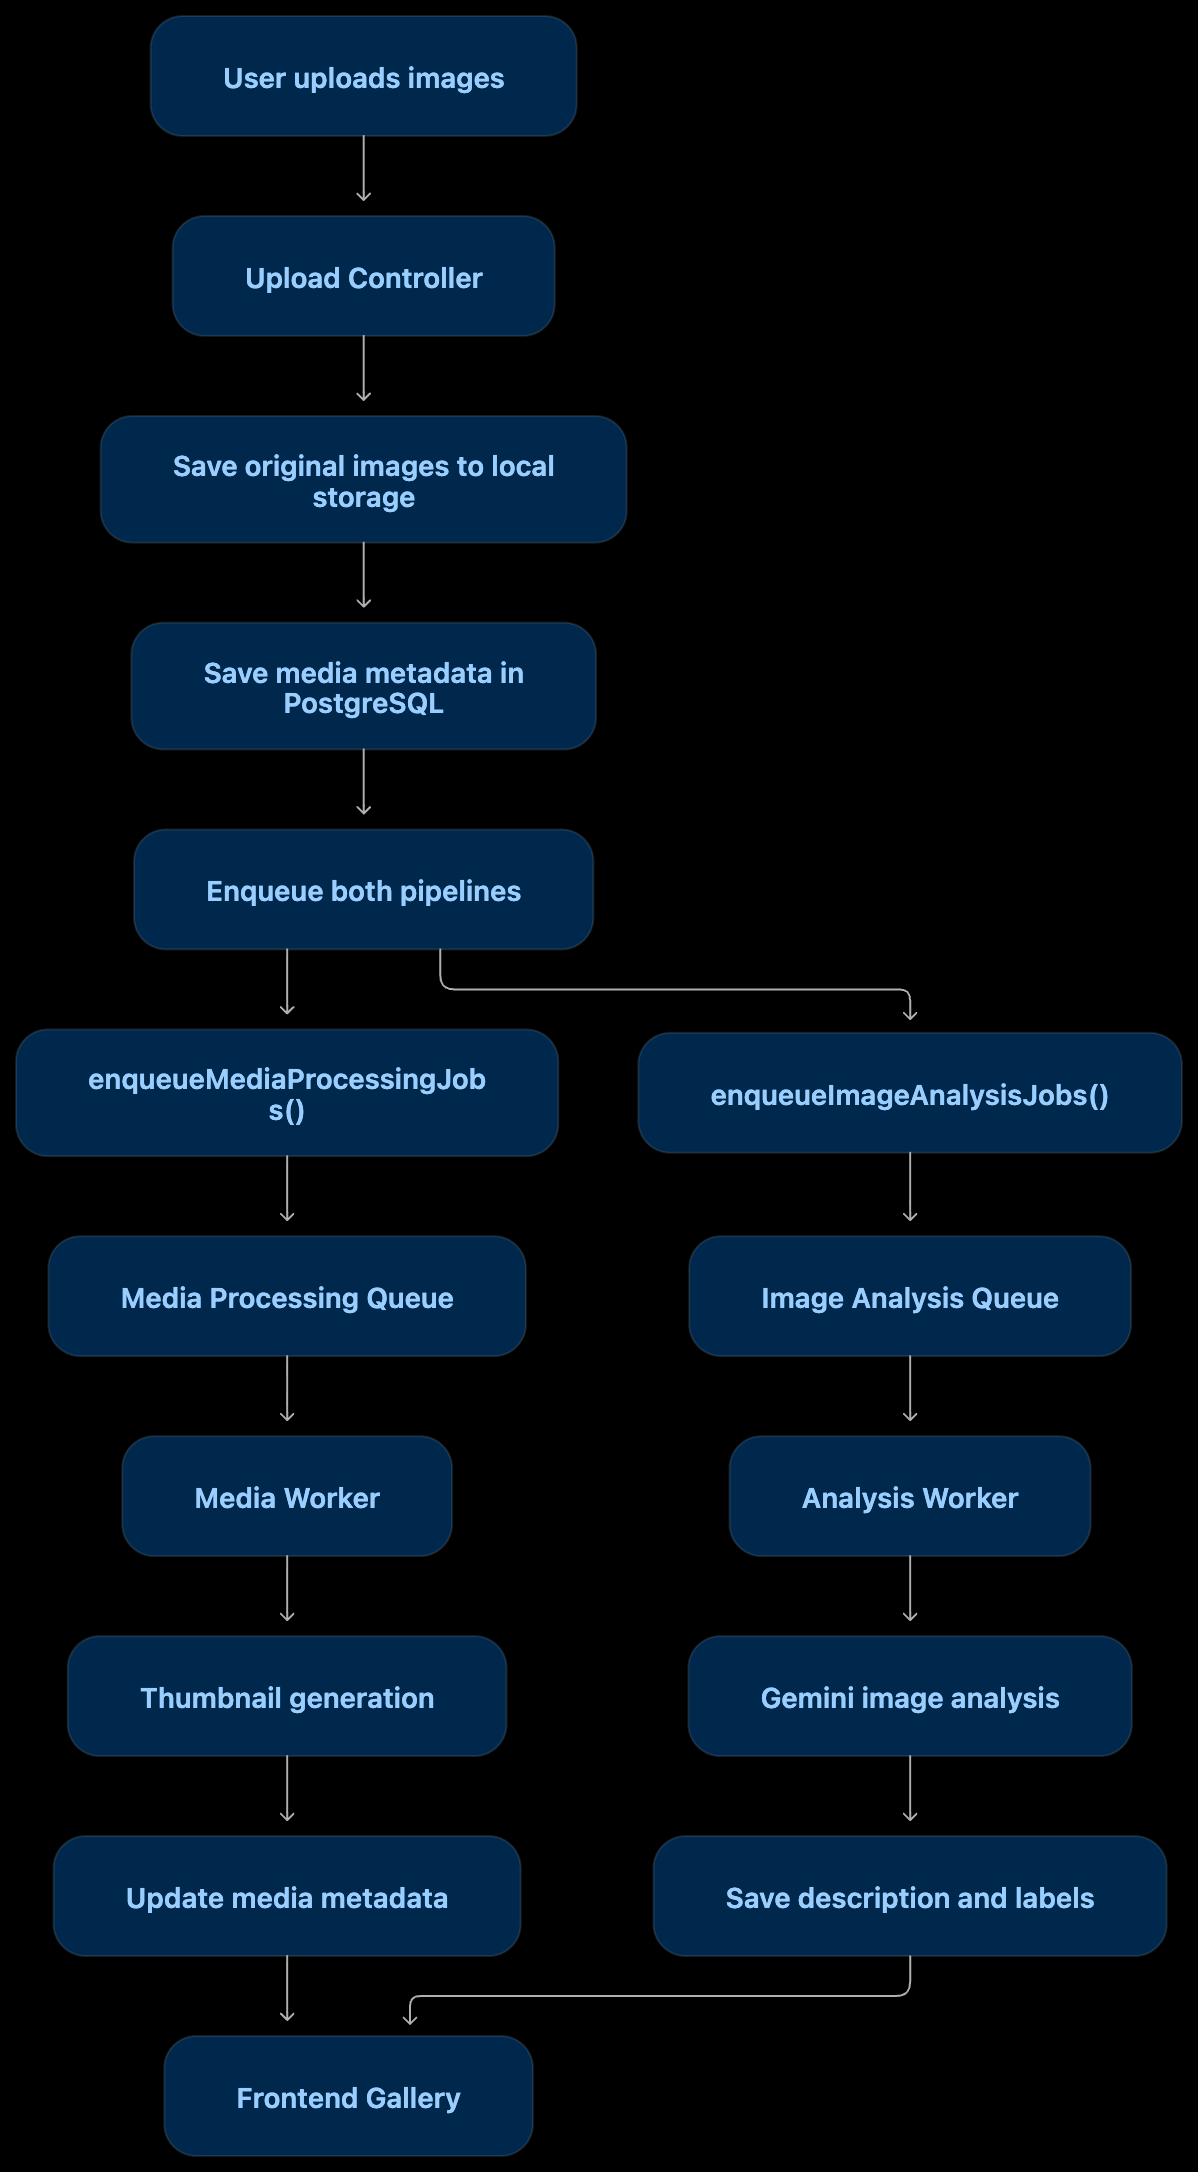 User uploads images
Upload Controller
Save original images to local
storage
Save media metadata in
PostgreSQL
Enqueue both pipelines
enqueueMediaProcessingJob
s()
enqueueImageAnalysisJobs()
Media Processing Queue
Image Analysis Queue
Media Worker
Analysis Worker
Thumbnail generation
Gemini image analysis
Update media metadata
Save description and labels
Frontend Gallery